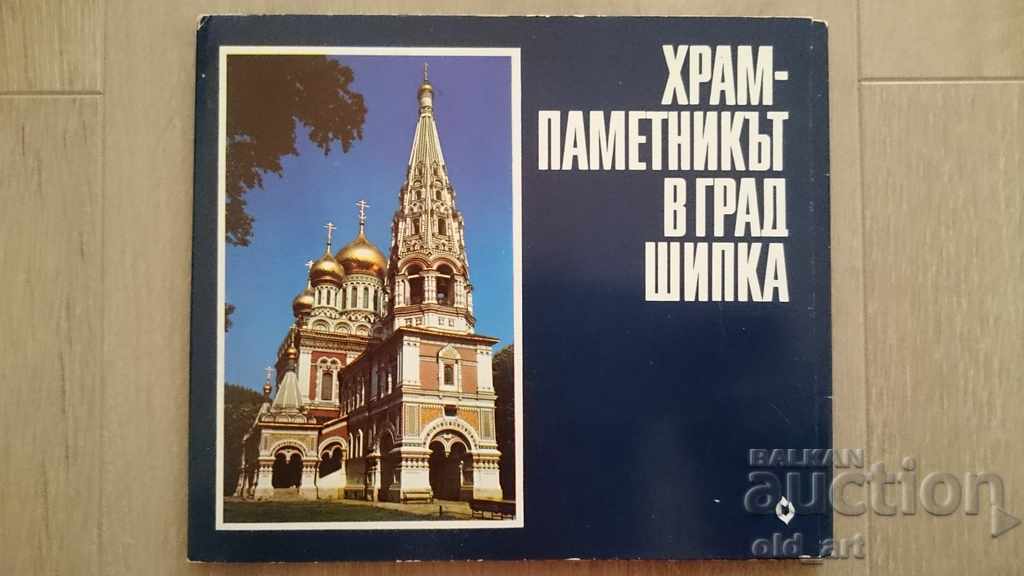 ХРАМ-
ПАМЕТНИКЪТ
В ГРАД
ШИПКА
BALKAN
auction
old_art